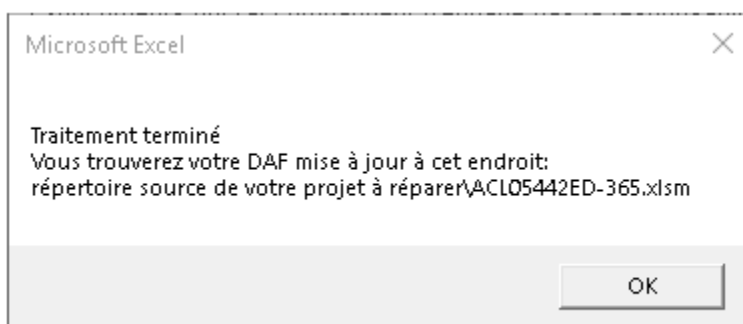 Microsoft Excel
Traitement terminé
Vous trouverez votre DAF mise à jour à cet endroit:
répertoire source de votre projet à réparer\ACL05442ED-365.xlsm
OK